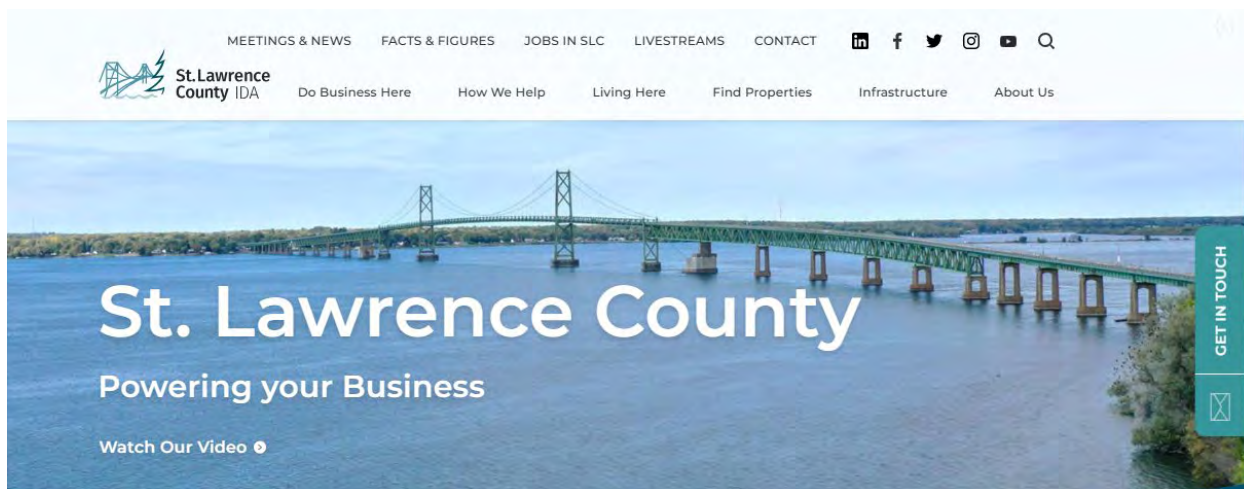 MEETINGS & NEWS FACTS & FIGURES JOBS IN SLC LIVESTREAMS CONTACT
St.Lawrence
County IDA
Do Business Here How We Help Living Here Find Properties Infrastructure About Us
St. Lawrence County
Powering your Business
Watch Our Video
GET IN TOUCH